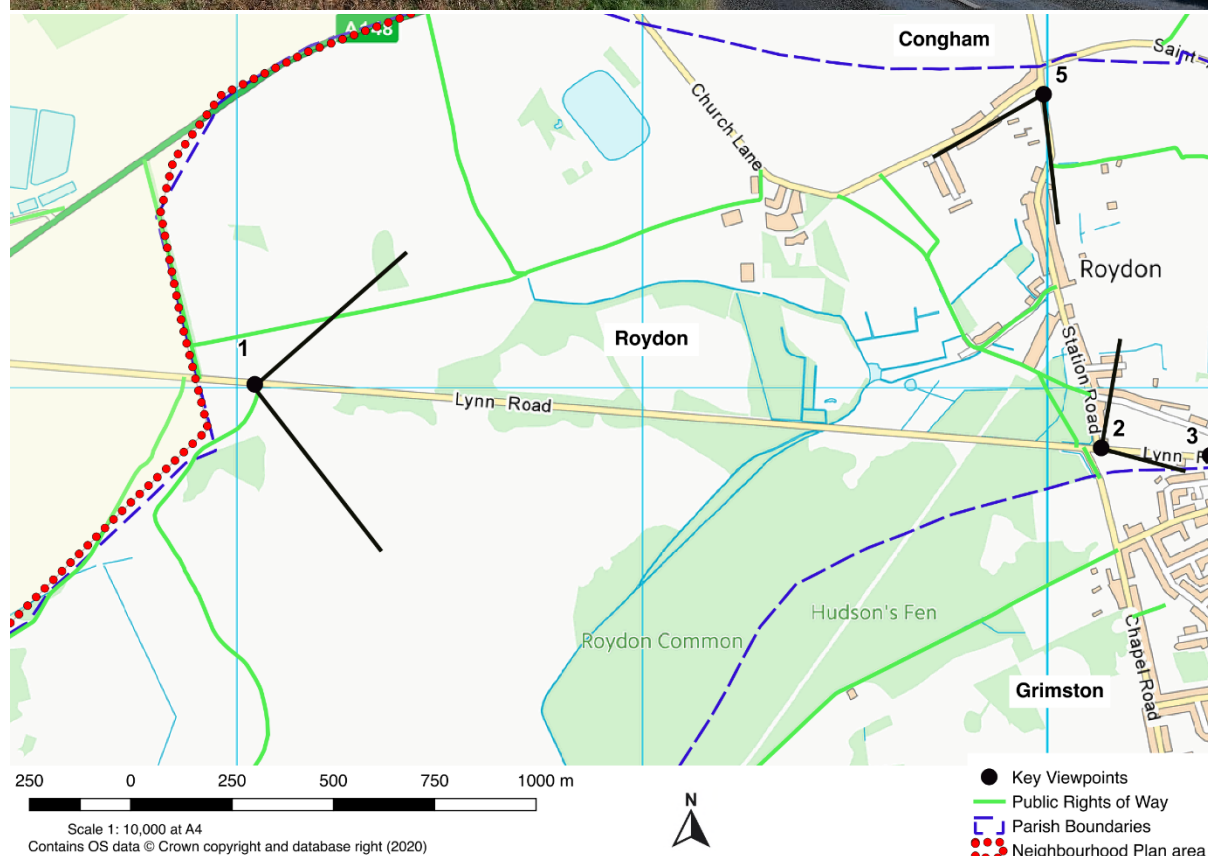 A148
Congham
Saint
5
Church Lane
Roydon
1
Roydon
Station Road
Lynn Road
2
3
Lynn R
Hudson's Fen
Roydon Common
Chapel Road
Grimston
250 0 250 500 750 1000 m
Scale 1: 10,000 at A4
Contains OS data © Crown copyright and database right (2020)
N
Key Viewpoints
Public Rights of Way
Parish Boundaries
Neighbourhood Plan area